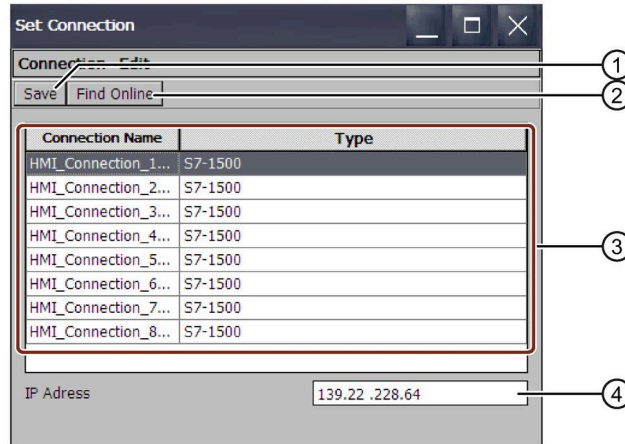 Set Connection
Connection Edit
1
Save Find Online
2
Connection Name Type
HMI_Connection_1... S7-1500
HMI_Connection_2... S7-1500
HMI_Connection_3... S7-1500
HMI_Connection_4... S7-1500
3
HMI_Connection_5... S7-1500
HMI_Connection_6... S7-1500
HMI_Connection_7... S7-1500
HMI_Connection_8... S7-1500
IP Adress 139.22 .228.64
4